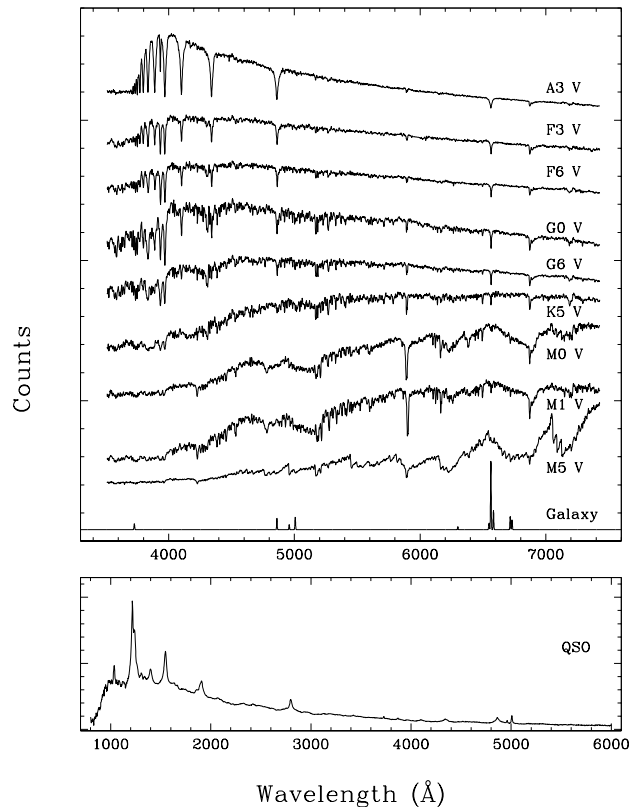 A3 V
F3 V
F6 V
G0 V
G6 V
K5 V
M0 V
M1 V
M5 V
Galaxy
Counts
4000 5000 6000 7000
QSO
1000 2000 3000 4000 5000 6000
Wavelength (Å)